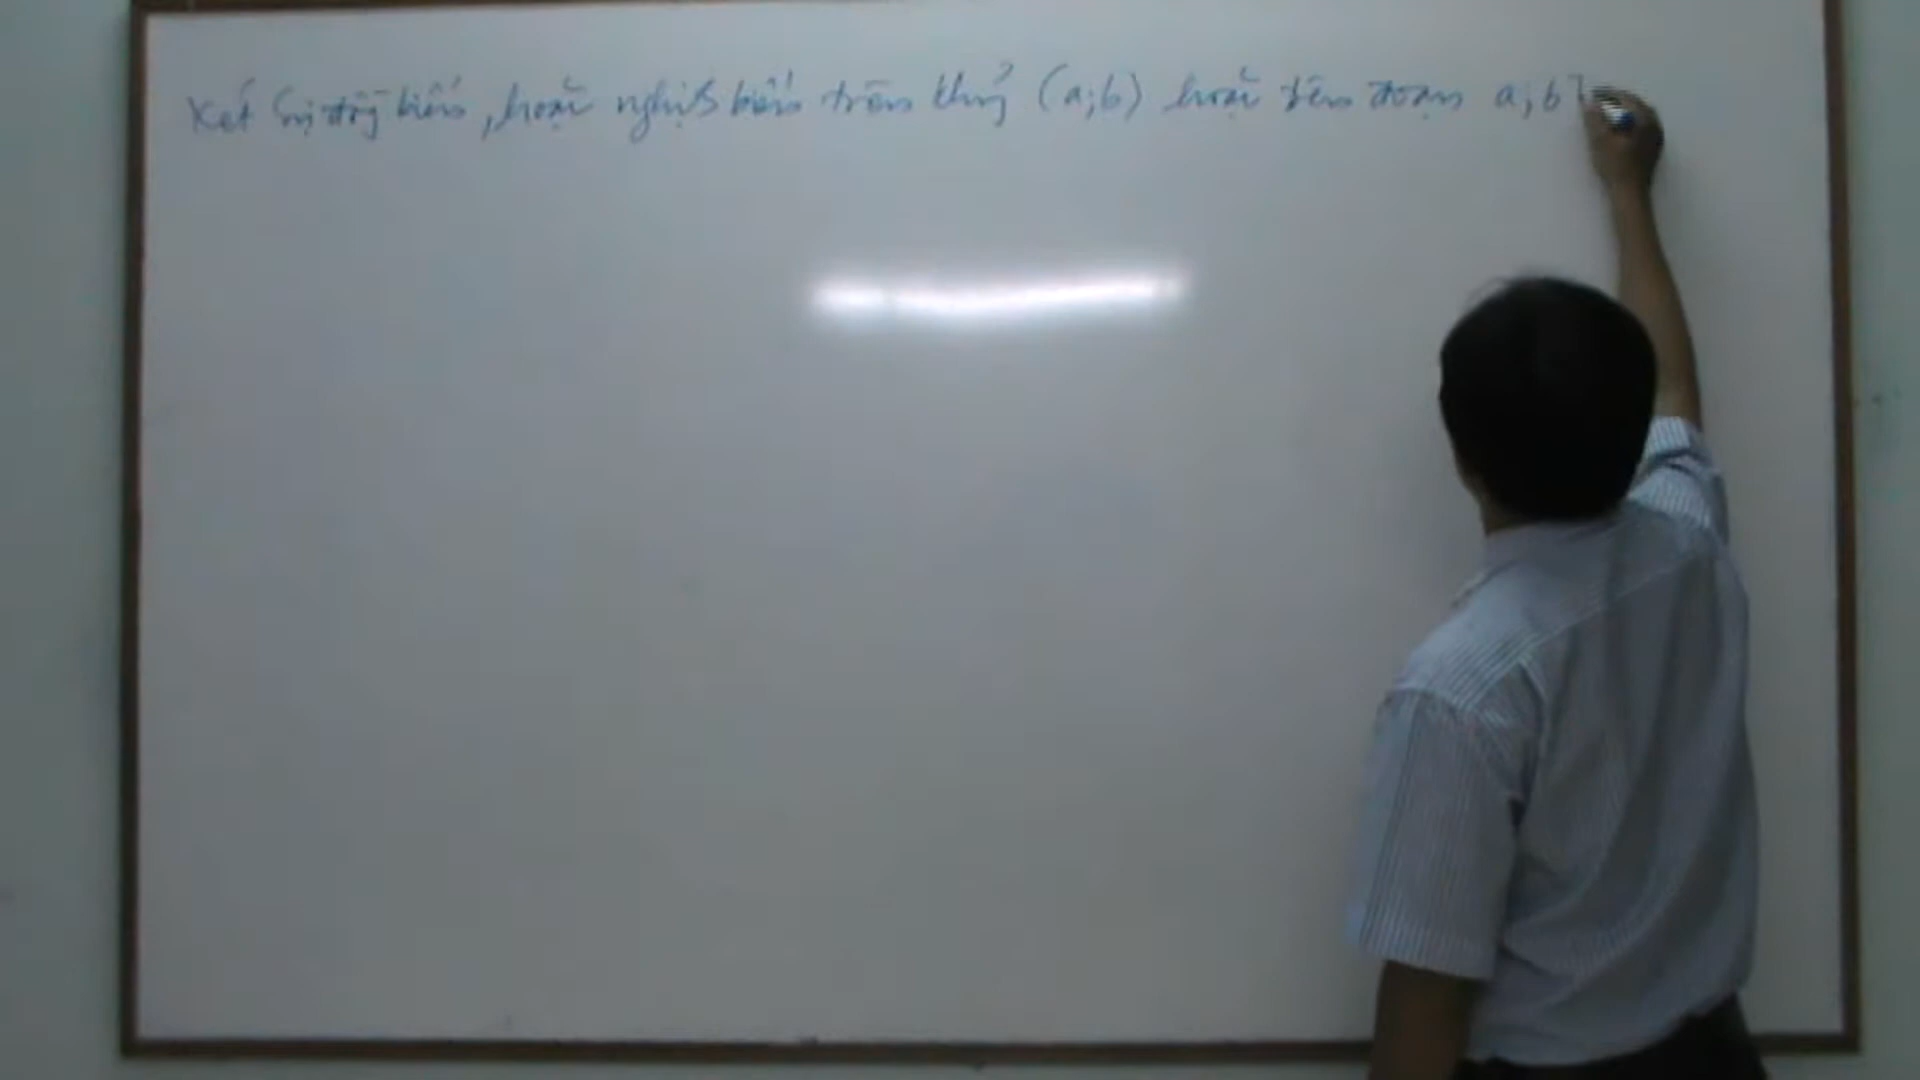 Xét sự đồng biến, hoặc nghịch biến trên khoảng (a;b) hoặc trên đoạn a;b]